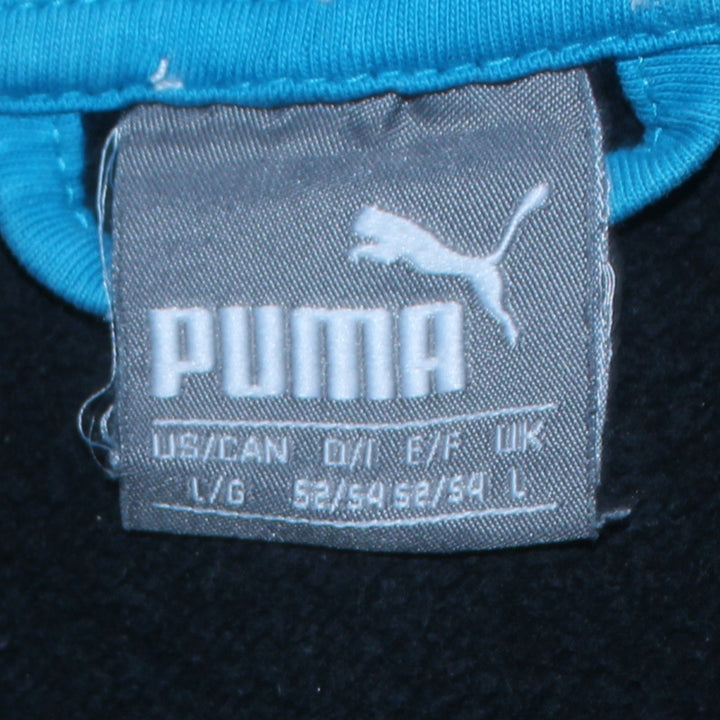 PUMA
US/CAN D/I E/F UK
L/G 52/54 52/54 L